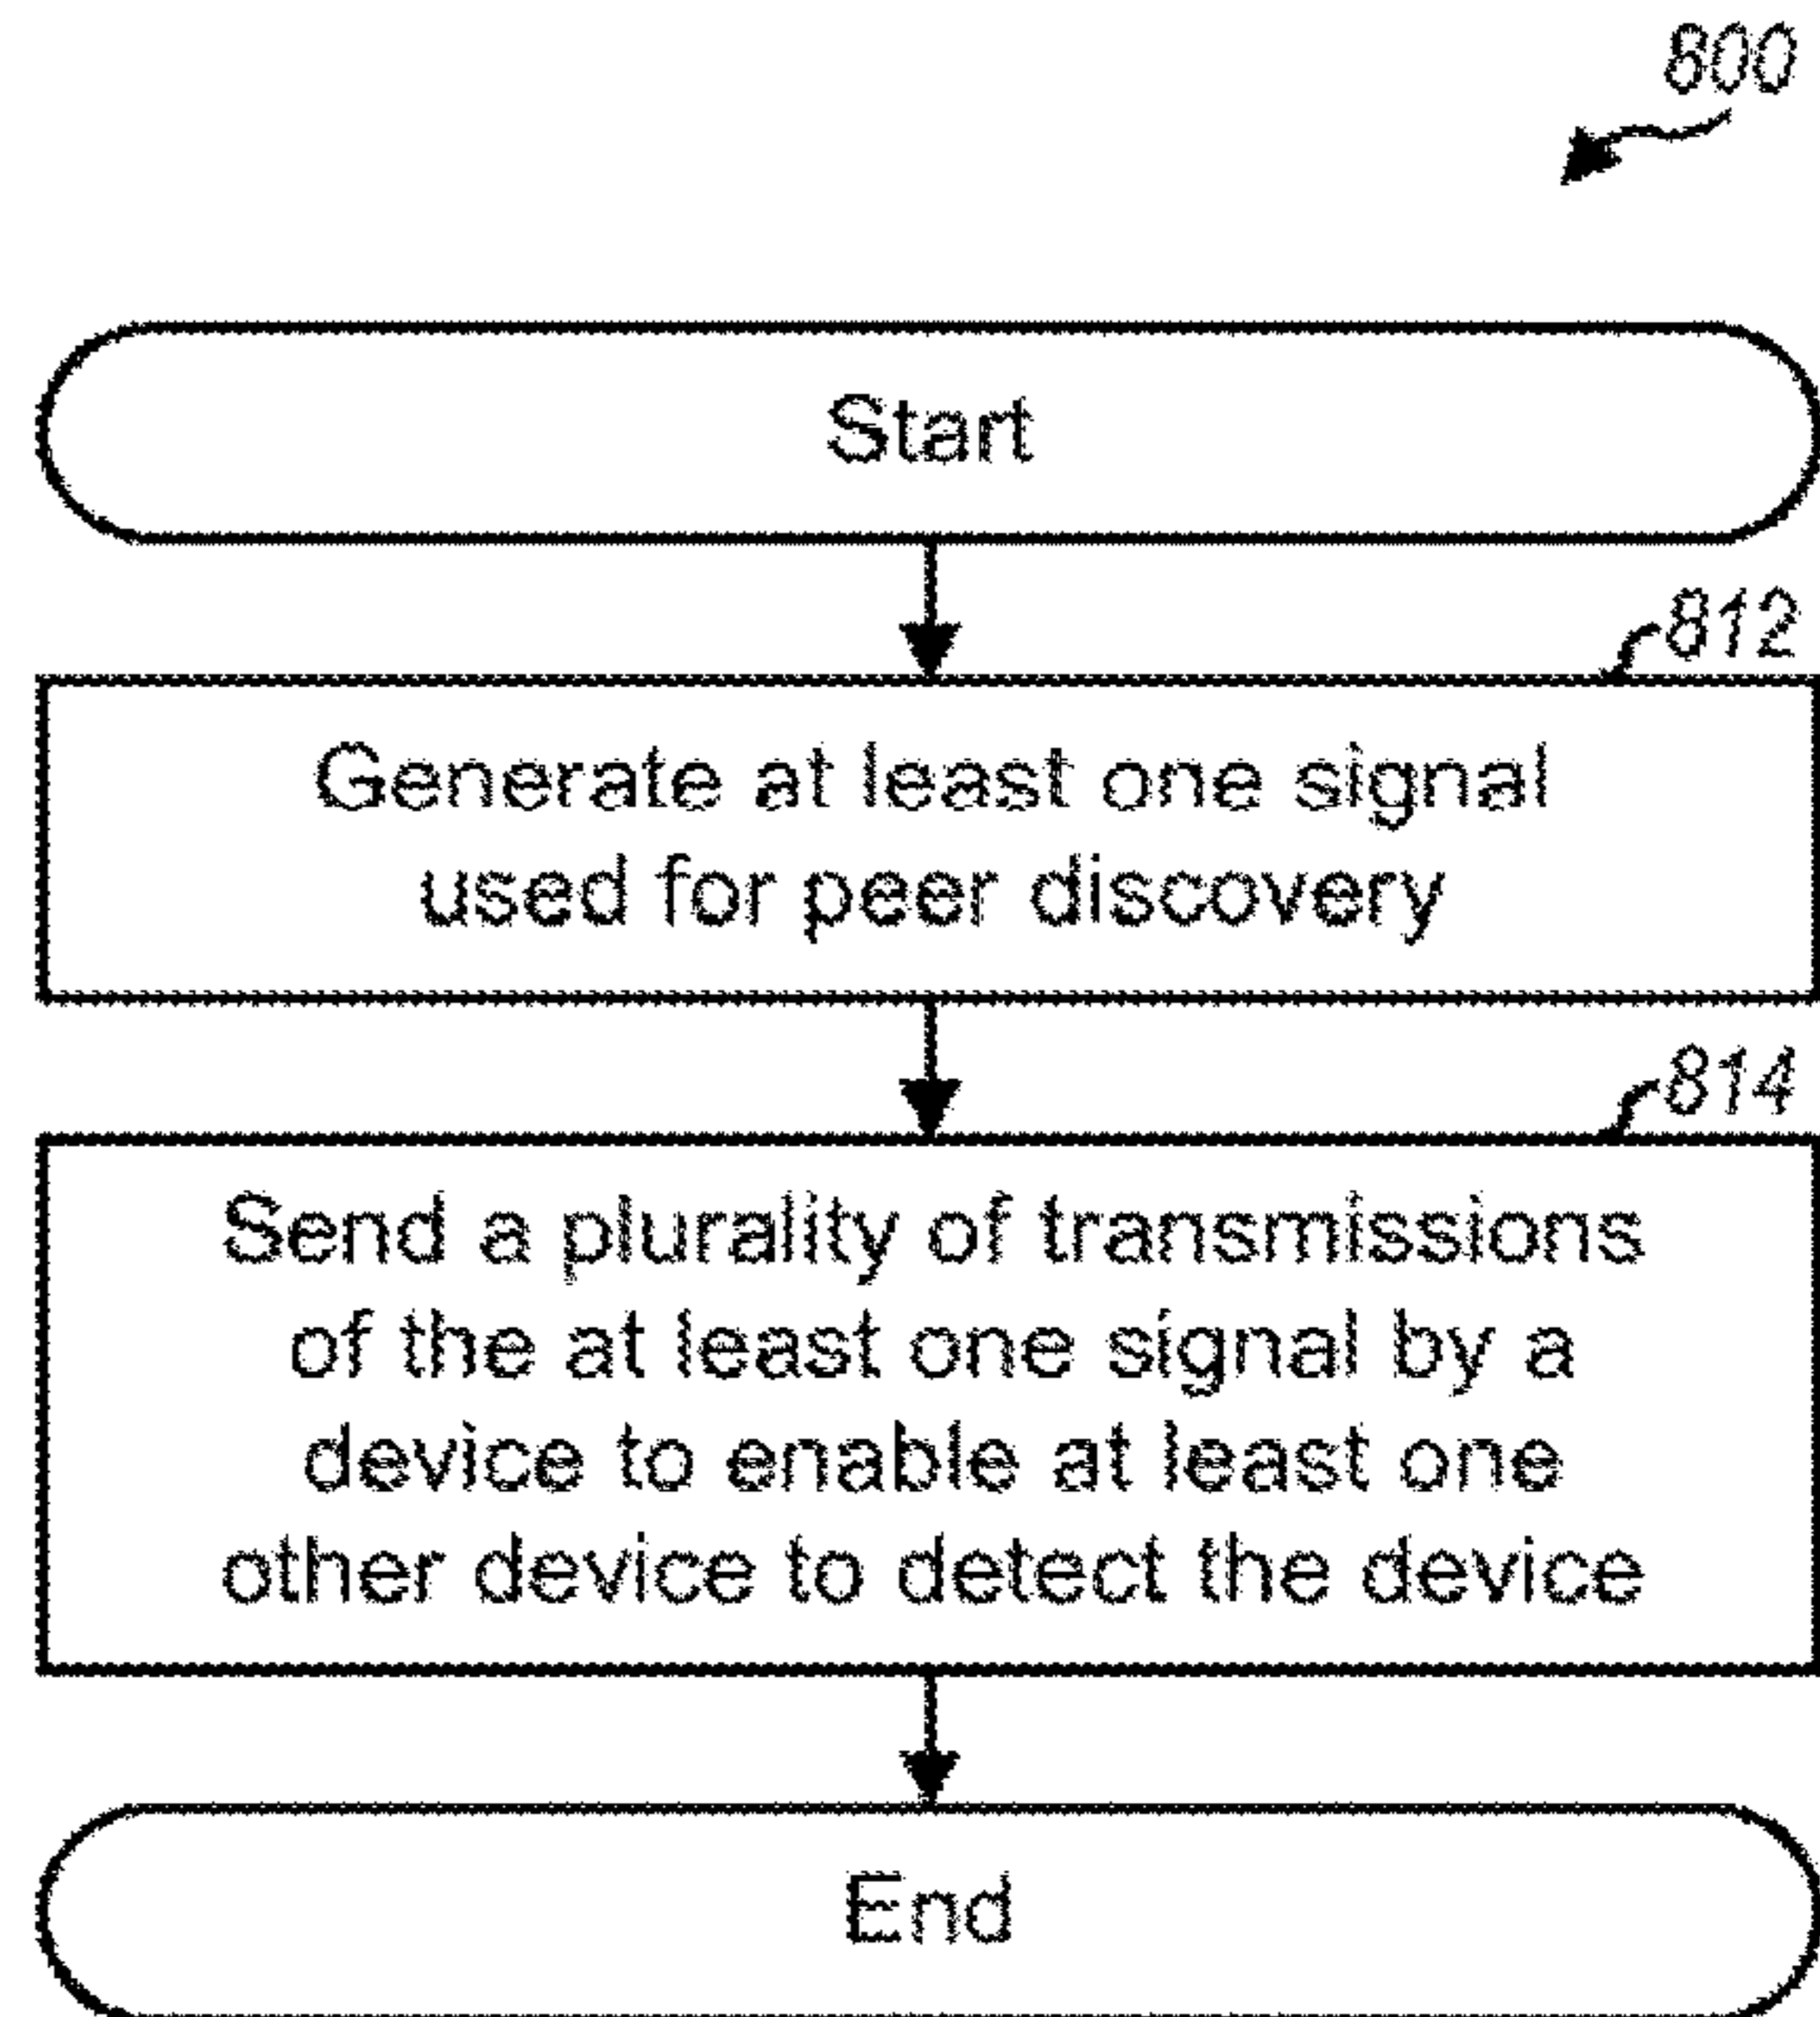 800
Start
812
Generate at least one signal
used for peer discovery
814
Send a plurality of transmissions
of the at least one signal by a
device to enable at least one
other device to detect the device
End